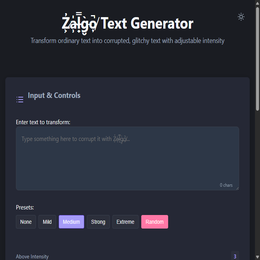 Zalgo Text Generator
Transform ordinary text into corrupted, glitchy text with adjustable intensity
Input & Controls
Enter text to transform:
Type something here to corrupt it with Zalgo...
0 chars
Presets:
None Mild Medium Strong Extreme Random
Above Intensity